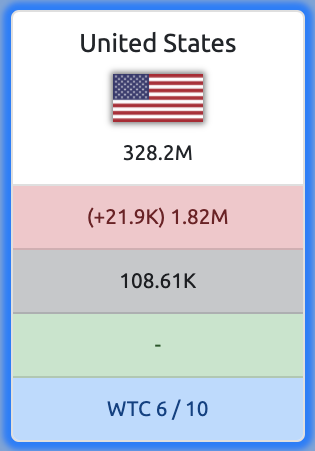 United States
328.2M
(+21.9K) 1.82M
108.61K
-
WTC 6 / 10